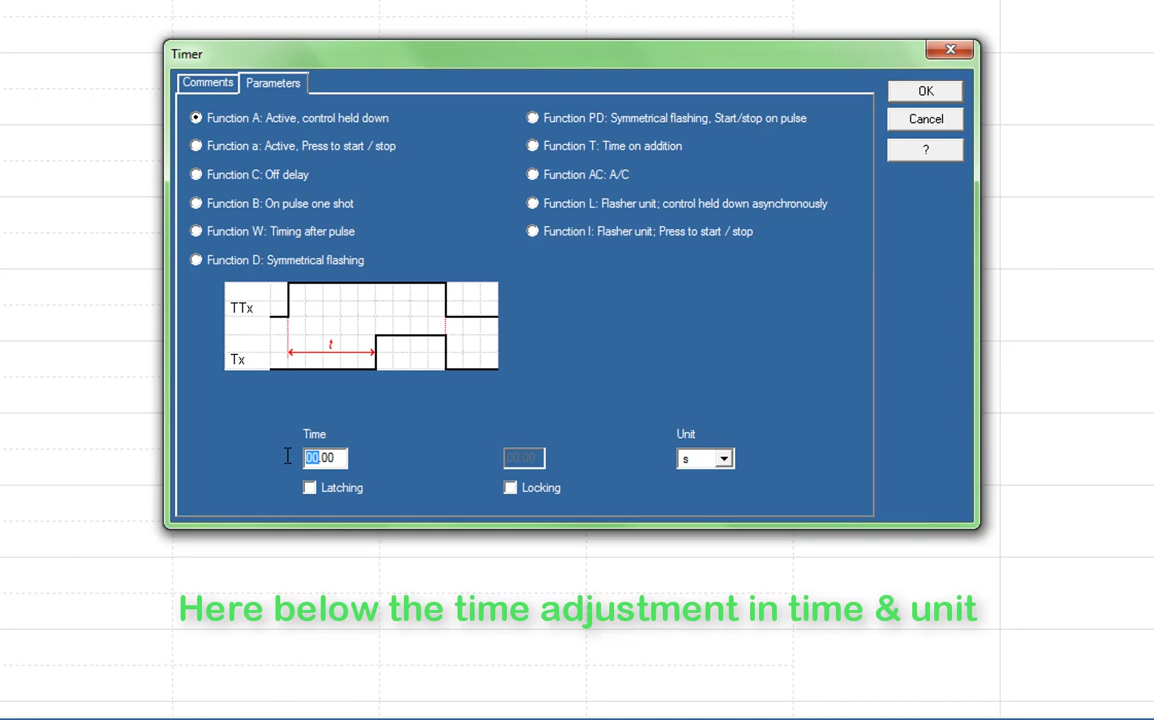 Timer
X
Comments
Parameters
OK
Cancel
?
Function A: Active, control held down
Function a: Active, Press to start / stop
Function C: Off delay
Function B: On pulse one shot
Function W: Timing after pulse
Function D: Symmetrical flashing
Function PD: Symmetrical flashing, Start/stop on pulse
Function T: Time on addition
Function AC: A/C
Function L: Flasher unit; control held down asynchronously
Function l: Flasher unit; Press to start / stop
TTx
t
Tx
Time
00.00
Latching
00.00
Locking
Unit
s
Here below the time adjustment in time & unit